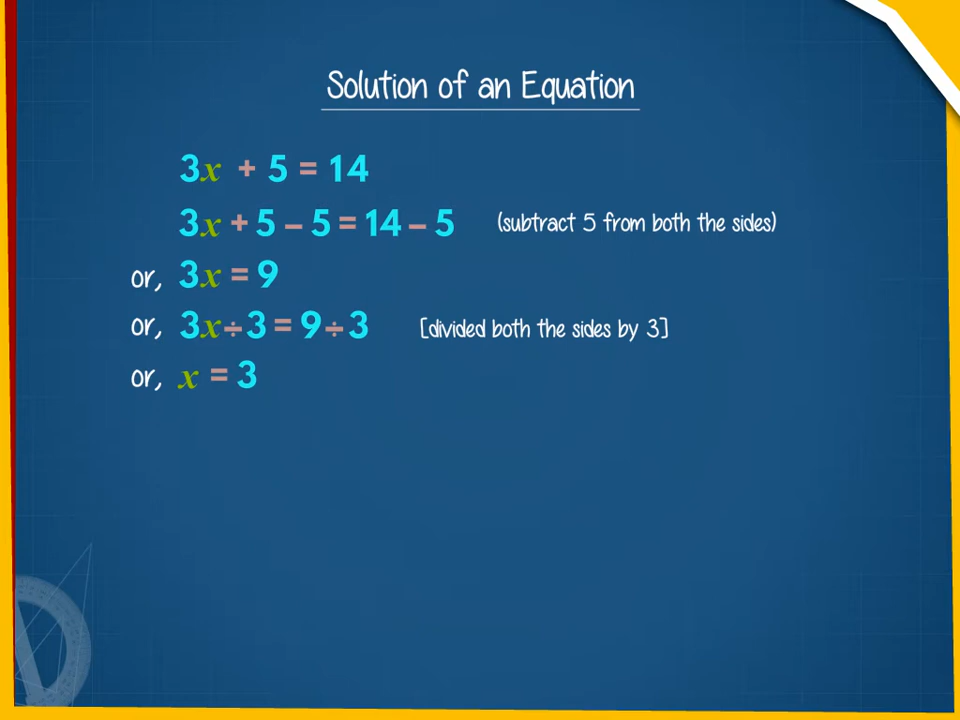 Solution of an Equation
3x + 5 = 14
3x + 5 – 5 = 14 – 5 (subtract 5 from both the sides)
or, 3x = 9
or, 3x ÷ 3 = 9 ÷ 3 [divided both the sides by 3]
or, x = 3